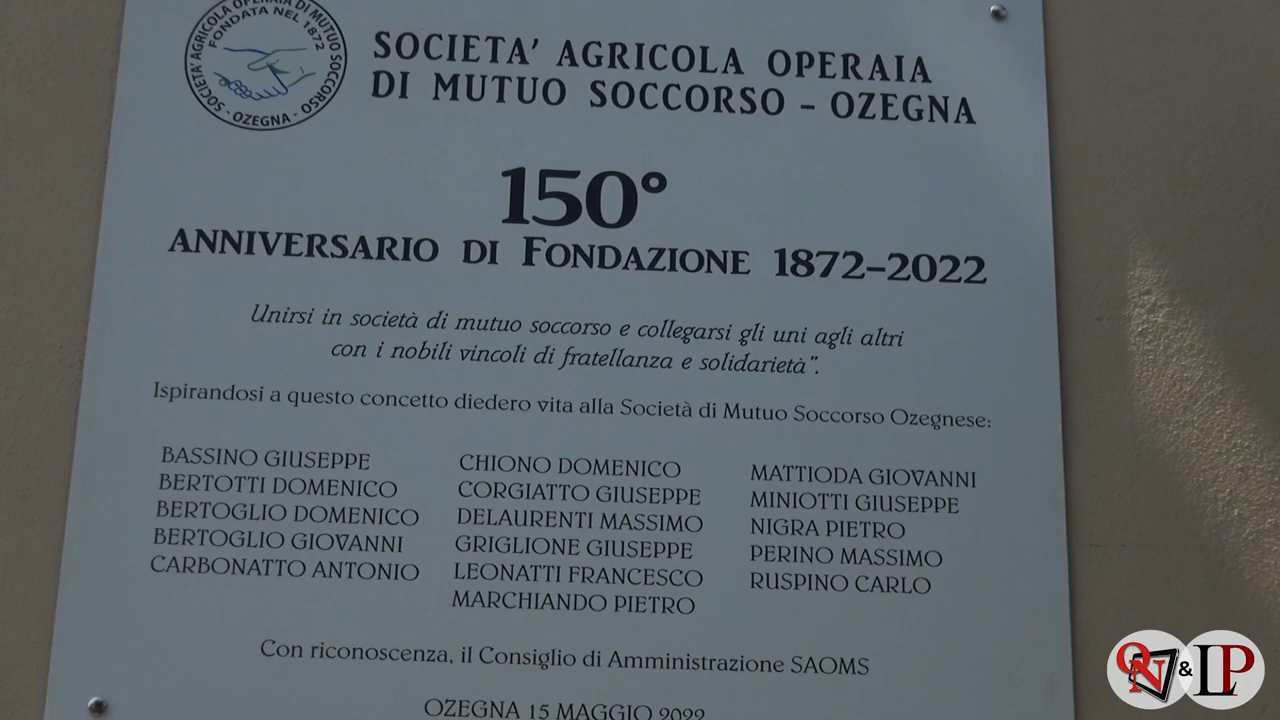 SOCIETA' AGRICOLA OPERAIA DI MUTUO SOCCORSO
FONDATA NEL 1872
- OZEGNA -
SOCIETA' AGRICOLA OPERAIA
DI MUTUO SOCCORSO – OZEGNA
150°
ANNIVERSARIO DI FONDAZIONE 1872–2022
Unirsi in società di mutuo soccorso e collegarsi gli uni agli altri
con i nobili vincoli di fratellanza e solidarietà”.
Ispirandosi a questo concetto diedero vita alla Società di Mutuo Soccorso Ozegnese:
BASSINO GIUSEPPE
BERTOTTI DOMENICO
BERTOGLIO DOMENICO
BERTOGLIO GIOVANNI
CARBONATTO ANTONIO
CHIONO DOMENICO
CORGIATTO GIUSEPPE
DELAURENTI MASSIMO
GRIGLIONE GIUSEPPE
LEONATTI FRANCESCO
MARCHIANDO PIETRO
MATTIODA GIOVANNI
MINIOTTI GIUSEPPE
NIGRA PIETRO
PERINO MASSIMO
RUSPINO CARLO
Con riconoscenza, il Consiglio di Amministrazione SAOMS
OZEGNA 15 MAGGIO 2022
QN & LP